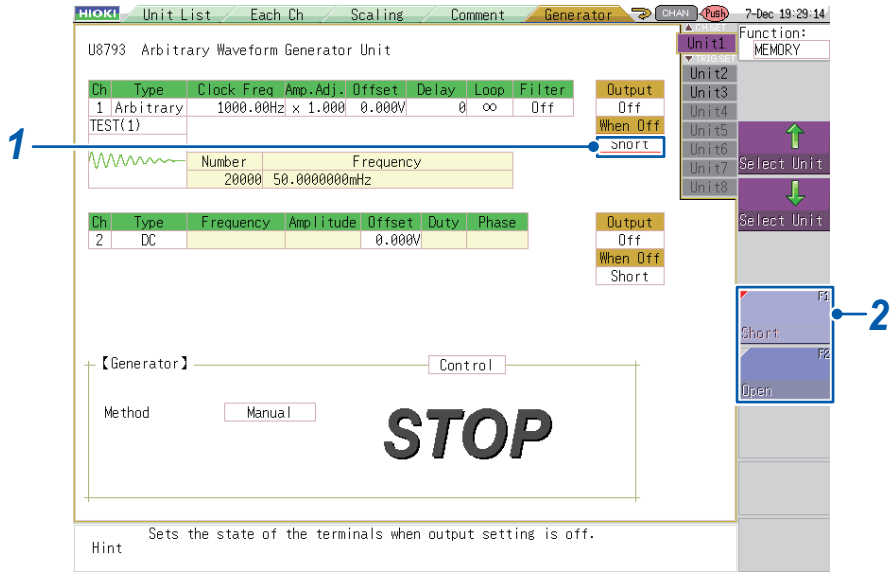 HIOKI Unit List Each Ch Scaling Comment Generator CHAN Push 7-Dec 19:29:14
U8793 Arbitrary Waveform Generator Unit
▲ CH.SET
Unit1
▼ TRIG.SET
Unit2
Unit3
Unit4
Unit5
Unit6
Unit7
Unit8
Function:
MEMORY
Select Unit
Select Unit
Ch Type Clock Freq Amp.Adj. Offset Delay Loop Filter
1 Arbitrary 1000.00Hz x 1.000 0.000V 0 ∞ Off
TEST(1)
Number Frequency
20000 50.0000000mHz
Output
Off
When Off
Short
1
Ch Type Frequency Amplitude Offset Duty Phase
2 DC 0.000V
Output
Off
When Off
Short
F1
Short
F2
Open
2
【Generator】 Control
Method Manual
STOP
Hint Sets the state of the terminals when output setting is off.